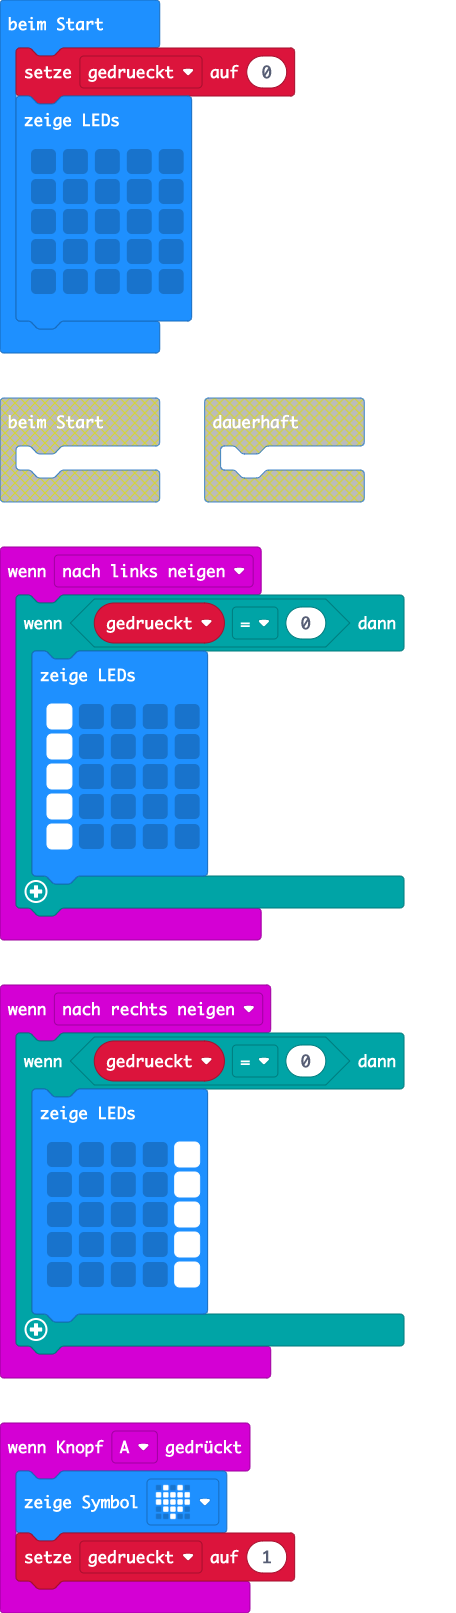 beim Start
setze gedrueckt auf 0
zeige LEDs
beim Start
dauerhaft
wenn nach links neigen
wenn gedrueckt = 0 dann
zeige LEDs
wenn nach rechts neigen
wenn gedrueckt = 0 dann
zeige LEDs
wenn Knopf A gedrückt
zeige Symbol
setze gedrueckt auf 1